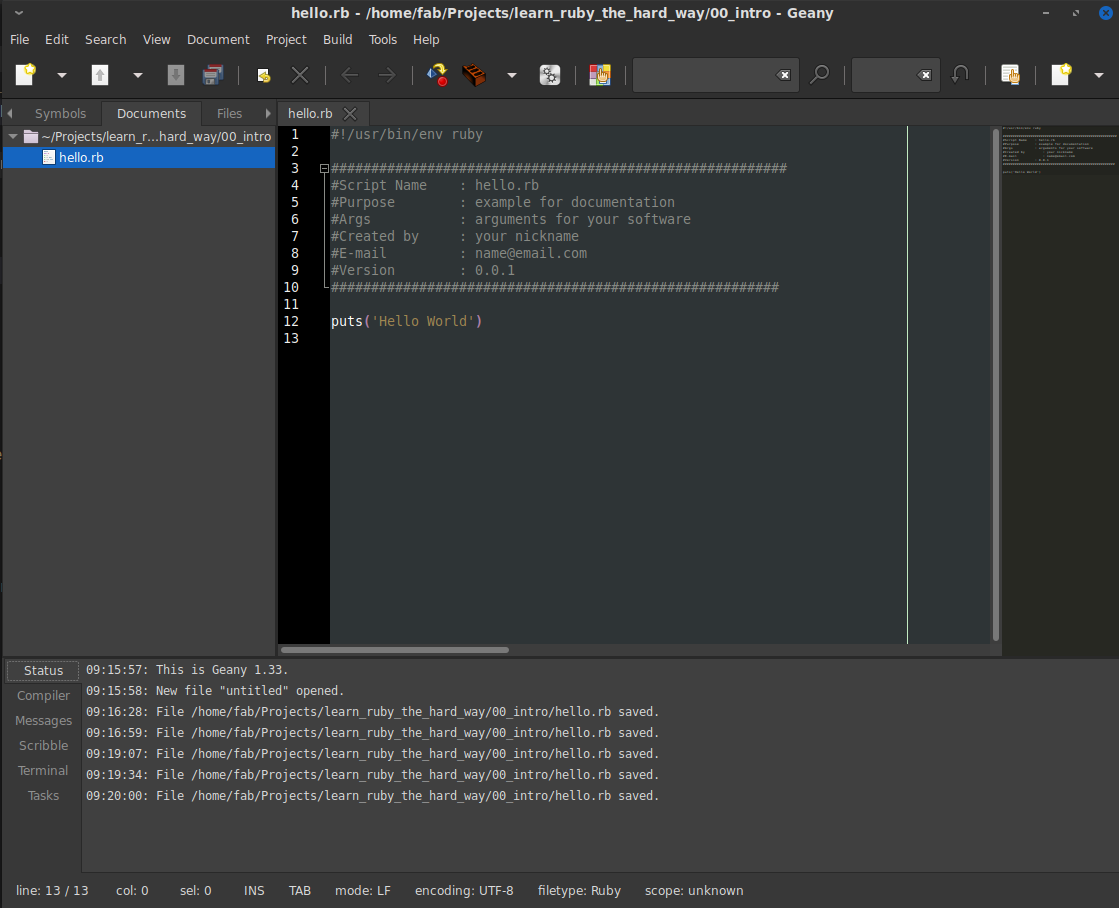 hello.rb - /home/fab/Projects/learn_ruby_the_hard_way/00_intro - Geany
File Edit Search View Document Project Build Tools Help
Symbols Documents Files
hello.rb
~/Projects/learn_r...hard_way/00_intro
hello.rb
1 #!/usr/bin/env ruby
2
3 #########################################################
4 #Script Name    : hello.rb
5 #Purpose        : example for documentation
6 #Args           : arguments for your software
7 #Created by     : your nickname
8 #E-mail         : name@email.com
9 #Version        : 0.0.1
10 ########################################################
11
12 puts('Hello World')
13
Status
Compiler
Messages
Scribble
Terminal
Tasks
09:15:57: This is Geany 1.33.
09:15:58: New file "untitled" opened.
09:16:28: File /home/fab/Projects/learn_ruby_the_hard_way/00_intro/hello.rb saved.
09:16:59: File /home/fab/Projects/learn_ruby_the_hard_way/00_intro/hello.rb saved.
09:19:07: File /home/fab/Projects/learn_ruby_the_hard_way/00_intro/hello.rb saved.
09:19:34: File /home/fab/Projects/learn_ruby_the_hard_way/00_intro/hello.rb saved.
09:20:00: File /home/fab/Projects/learn_ruby_the_hard_way/00_intro/hello.rb saved.
line: 13 / 13 col: 0 sel: 0 INS TAB mode: LF encoding: UTF-8 filetype: Ruby scope: unknown